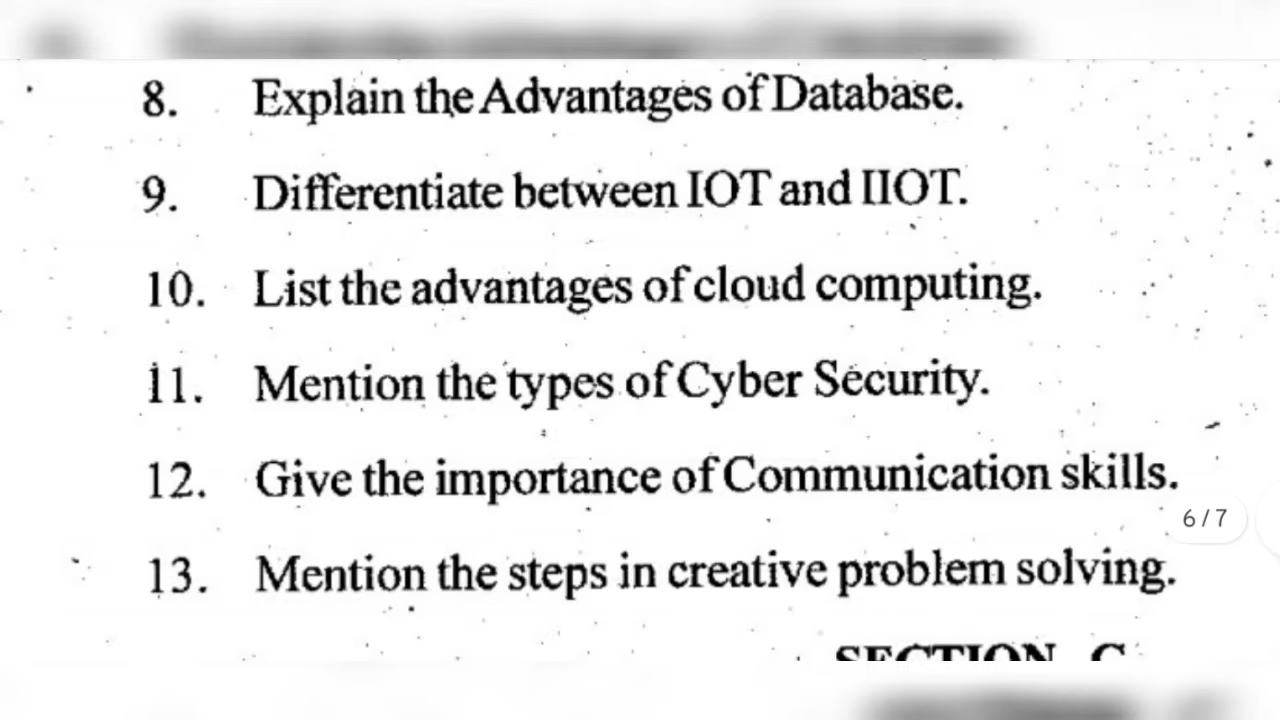 8. Explain the Advantages of Database.
9. Differentiate between IOT and IIOT.
10. List the advantages of cloud computing.
11. Mention the types of Cyber Security.
12. Give the importance of Communication skills.
6 / 7
13. Mention the steps in creative problem solving.
SECTION C